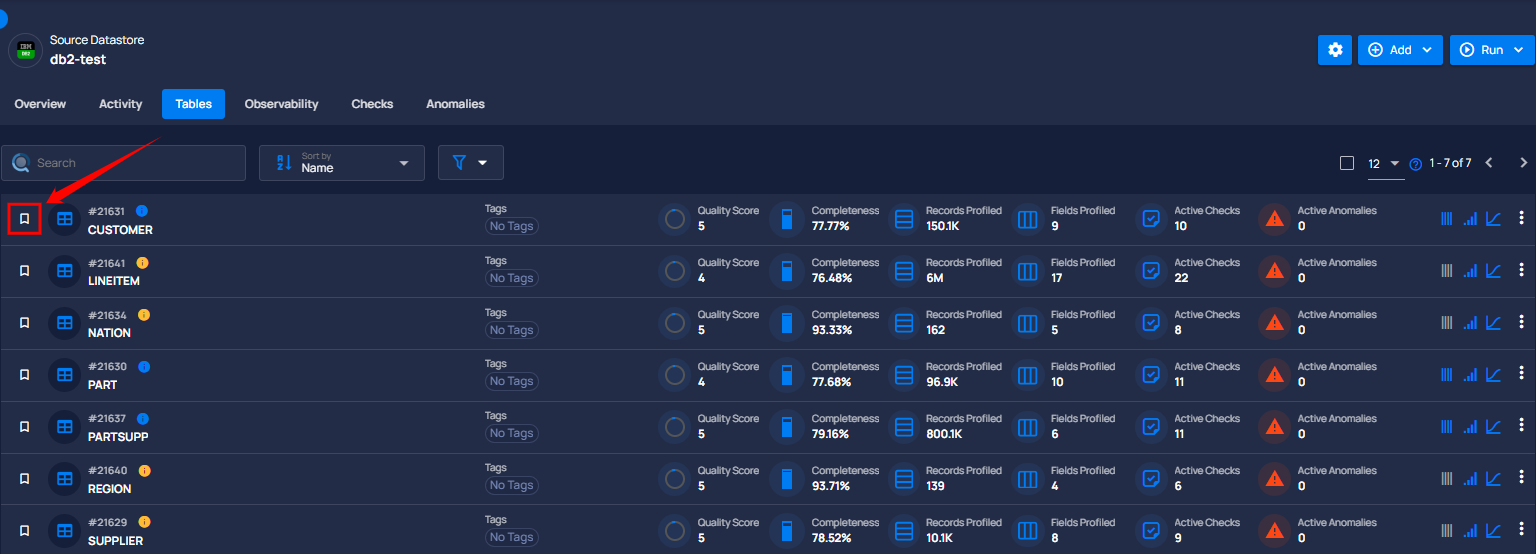 Source Datastore
IBM
DB2
db2-test
Add
Run
Overview Activity Tables Observability Checks Anomalies
Search
A
Z
Sort by
Name
12
?
1 - 7 of 7
#21631 i
CUSTOMER
Tags
No Tags
Quality Score
5
Completeness
77.77%
Records Profiled
150.1K
Fields Profiled
9
Active Checks
10
Active Anomalies
0
#21641 i
LINEITEM
Tags
No Tags
Quality Score
4
Completeness
76.48%
Records Profiled
6M
Fields Profiled
17
Active Checks
22
Active Anomalies
0
#21634 i
NATION
Tags
No Tags
Quality Score
5
Completeness
93.33%
Records Profiled
162
Fields Profiled
5
Active Checks
8
Active Anomalies
0
#21630 i
PART
Tags
No Tags
Quality Score
4
Completeness
77.68%
Records Profiled
96.9K
Fields Profiled
10
Active Checks
11
Active Anomalies
0
#21637 i
PARTSUPP
Tags
No Tags
Quality Score
5
Completeness
79.16%
Records Profiled
800.1K
Fields Profiled
6
Active Checks
11
Active Anomalies
0
#21640 i
REGION
Tags
No Tags
Quality Score
5
Completeness
93.71%
Records Profiled
139
Fields Profiled
4
Active Checks
6
Active Anomalies
0
#21629 i
SUPPLIER
Tags
No Tags
Quality Score
5
Completeness
78.52%
Records Profiled
10.1K
Fields Profiled
8
Active Checks
9
Active Anomalies
0